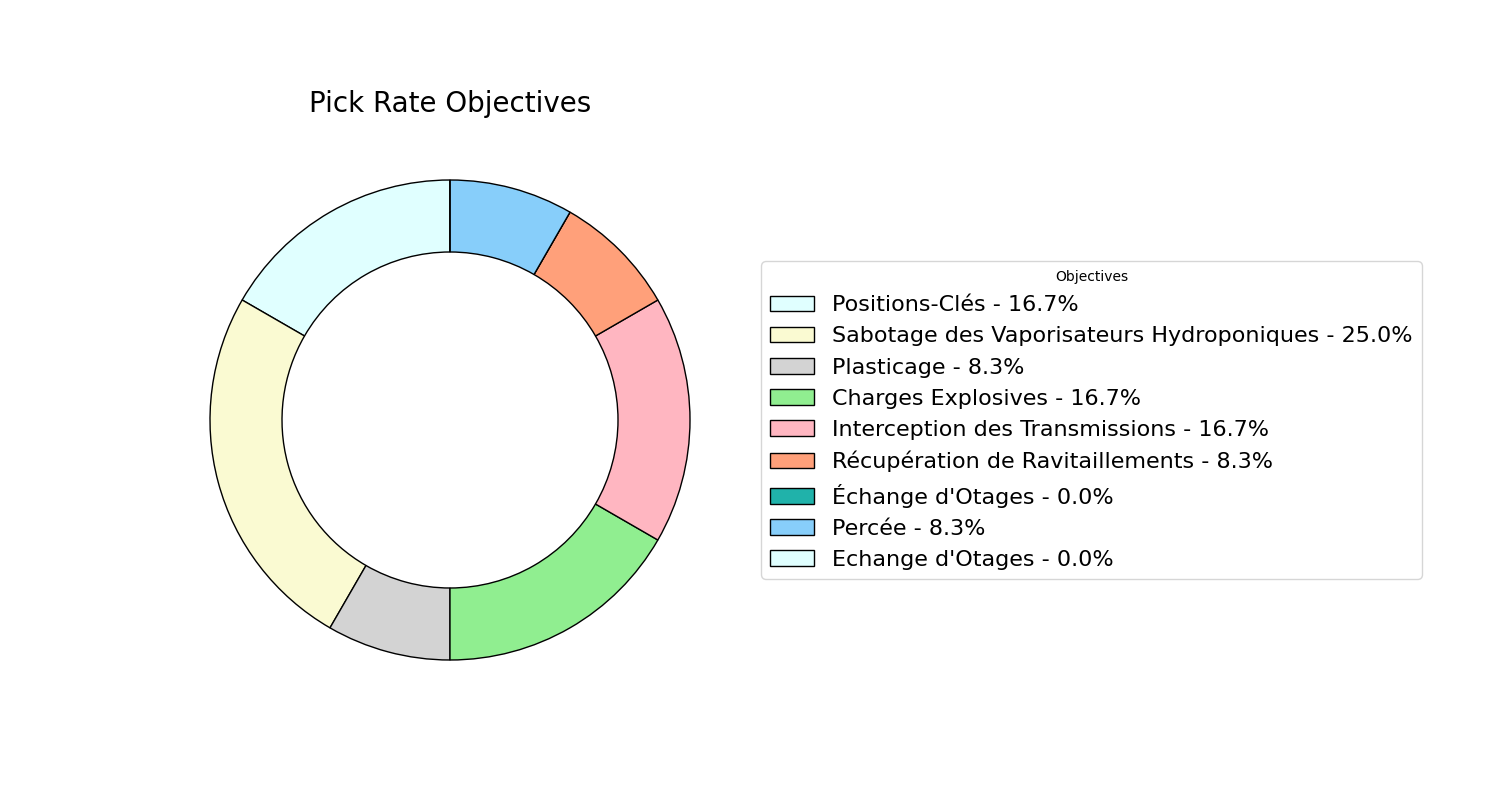 Pick Rate Objectives
Objectives
Positions-Clés - 16.7%
Sabotage des Vaporisateurs Hydroponiques - 25.0%
Plasticage - 8.3%
Charges Explosives - 16.7%
Interception des Transmissions - 16.7%
Récupération de Ravitaillements - 8.3%
Échange d'Otages - 0.0%
Percée - 8.3%
Echange d'Otages - 0.0%